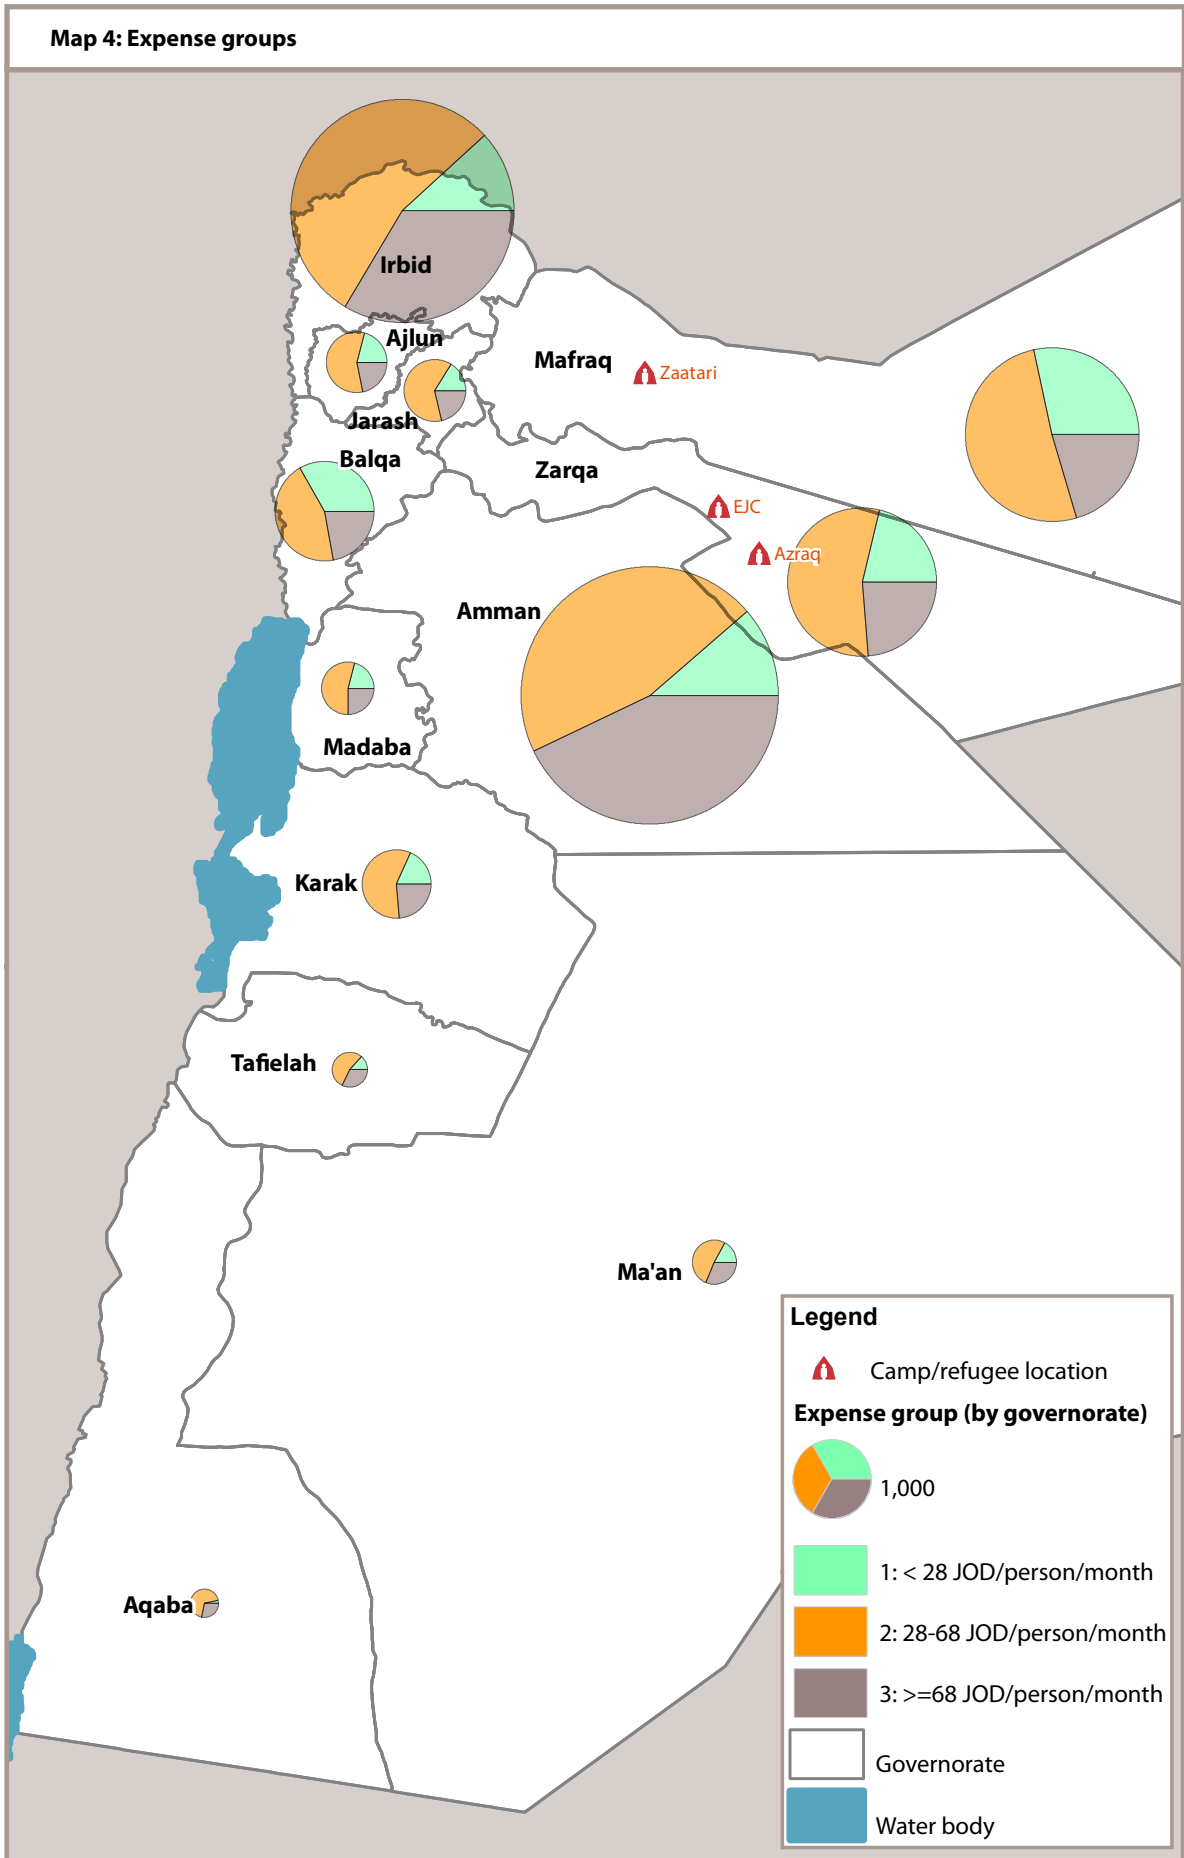 Map 4: Expense groups
Irbid
Ajlun
Mafraq
Zaatari
Jarash
Balqa
Zarqa
EJC
Azraq
Amman
Madaba
Karak
Tafielah
Ma'an
Aqaba
Legend
Camp/refugee location
Expense group (by governorate)
1,000
1: < 28 JOD/person/month
2: 28-68 JOD/person/month
3: >=68 JOD/person/month
Governorate
Water body